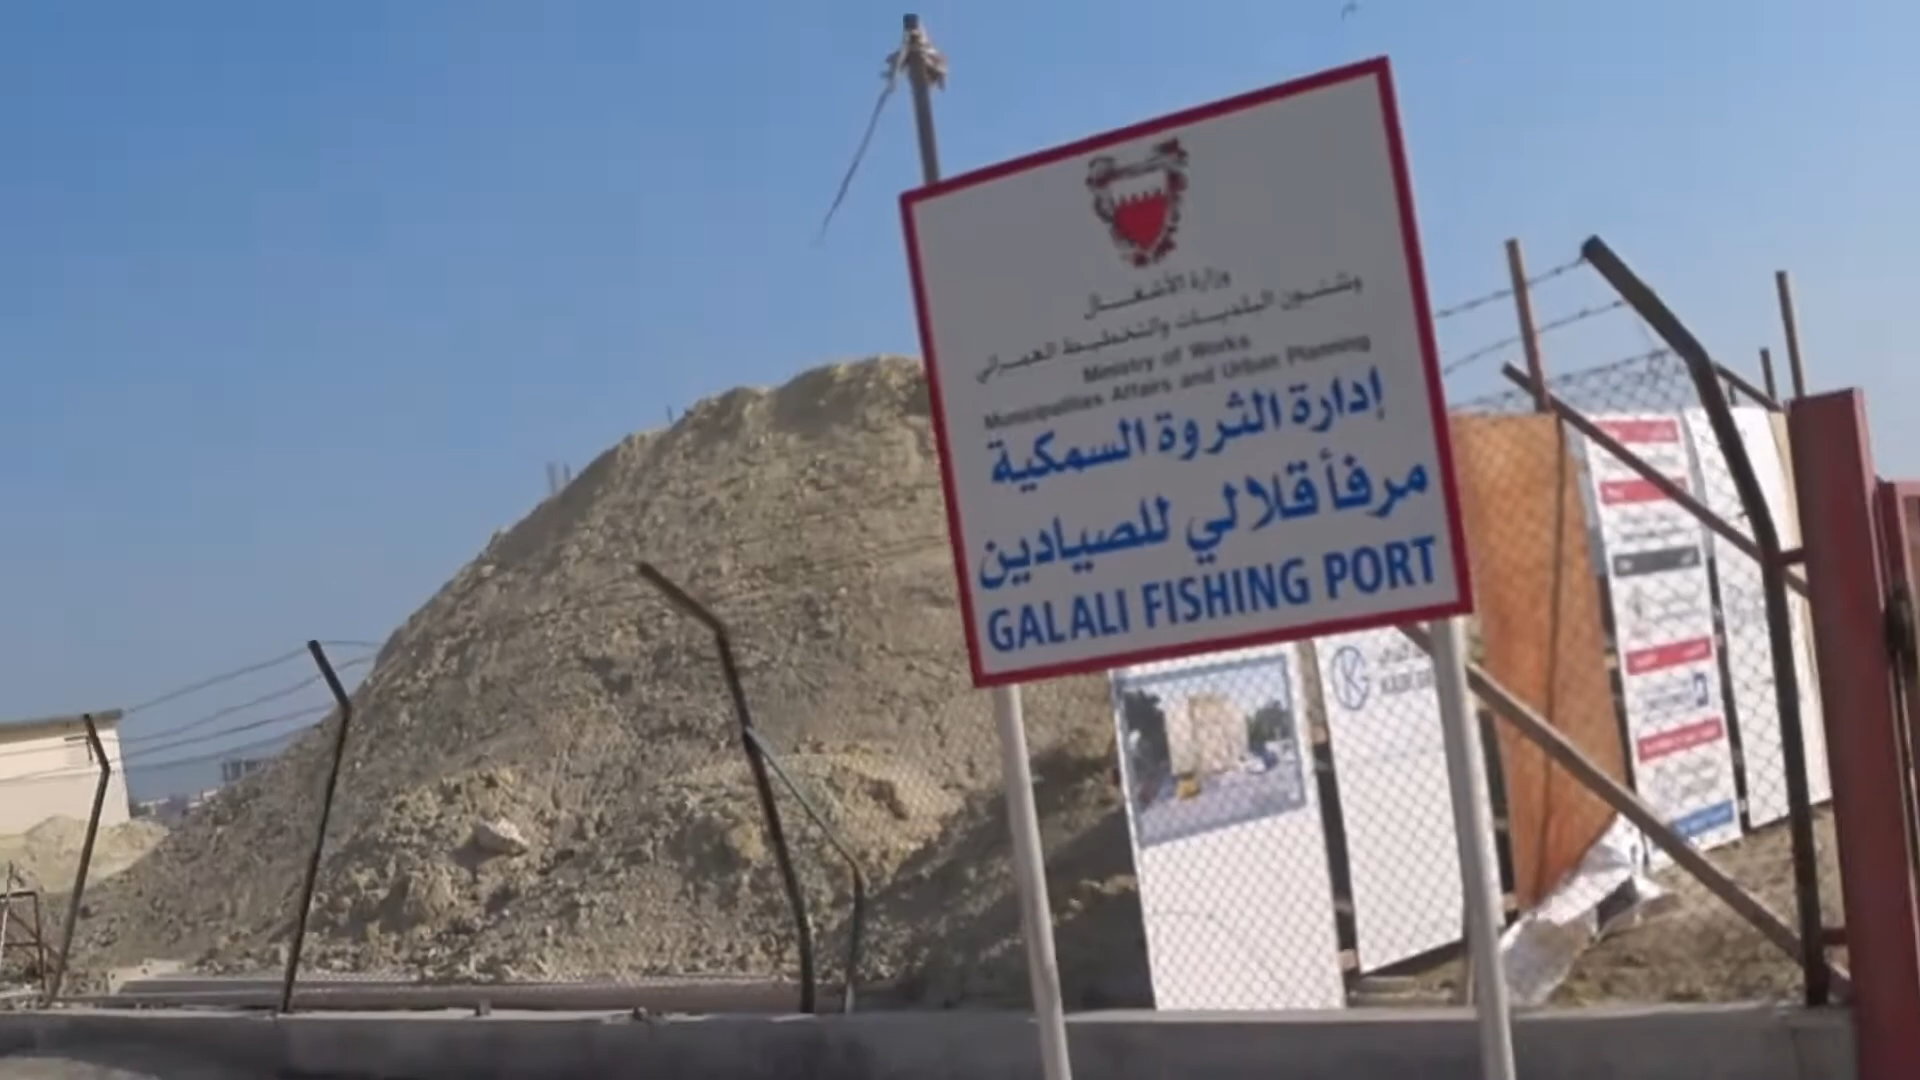 وزارة الأشغال
وشئون البلديات والتخطيط العمراني
Ministry of Works
Municipalities Affairs and Urban Planning
إدارة الثروة السمكية
مرفأ قلالي للصيادين
GALALI FISHING PORT